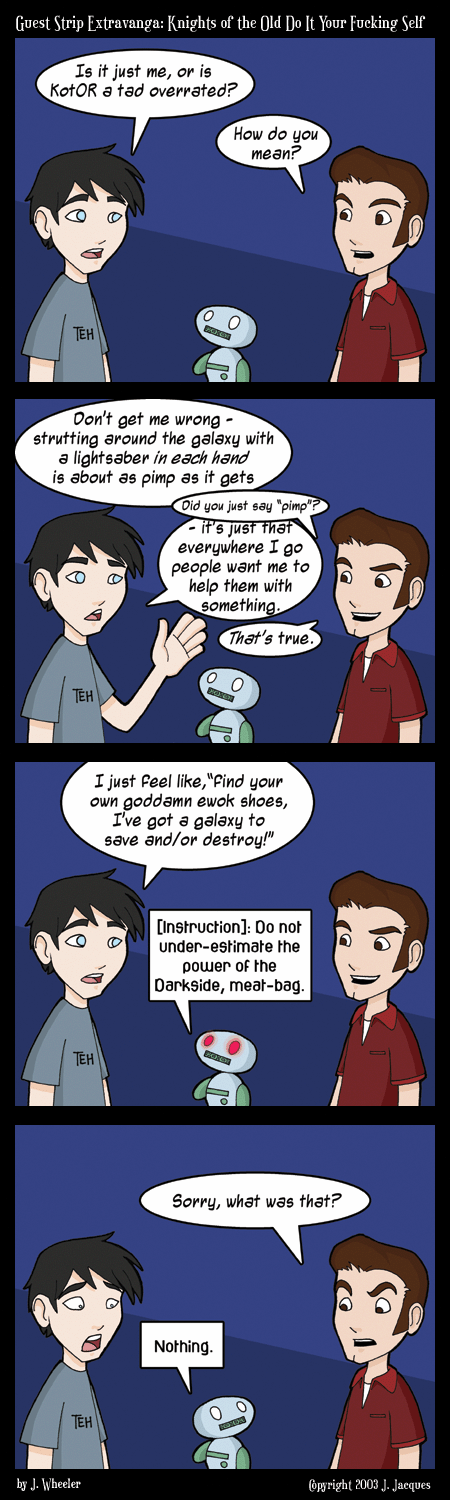 Guest Strip Extravanga: Knights of the Old Do It Your Fucking Self
Is it just me, or is
KotOR a tad overrated?
How do you
mean?
TEH
Don't get me wrong -
strutting around the galaxy with
a lightsaber in each hand
is about as pimp as it gets
Did you just say "pimp"?
- it's just that
everywhere I go
people want me to
help them with
something.
That's true.
TEH
I just feel like,"find your
own goddamn ewok shoes,
I've got a galaxy to
save and/or destroy!"
[Instruction]: Do not
under-estimate the
power of the
Darkside, meat-bag.
TEH
Sorry, what was that?
Nothing.
TEH
by J. Wheeler
Copyright 2003 J. Jacques